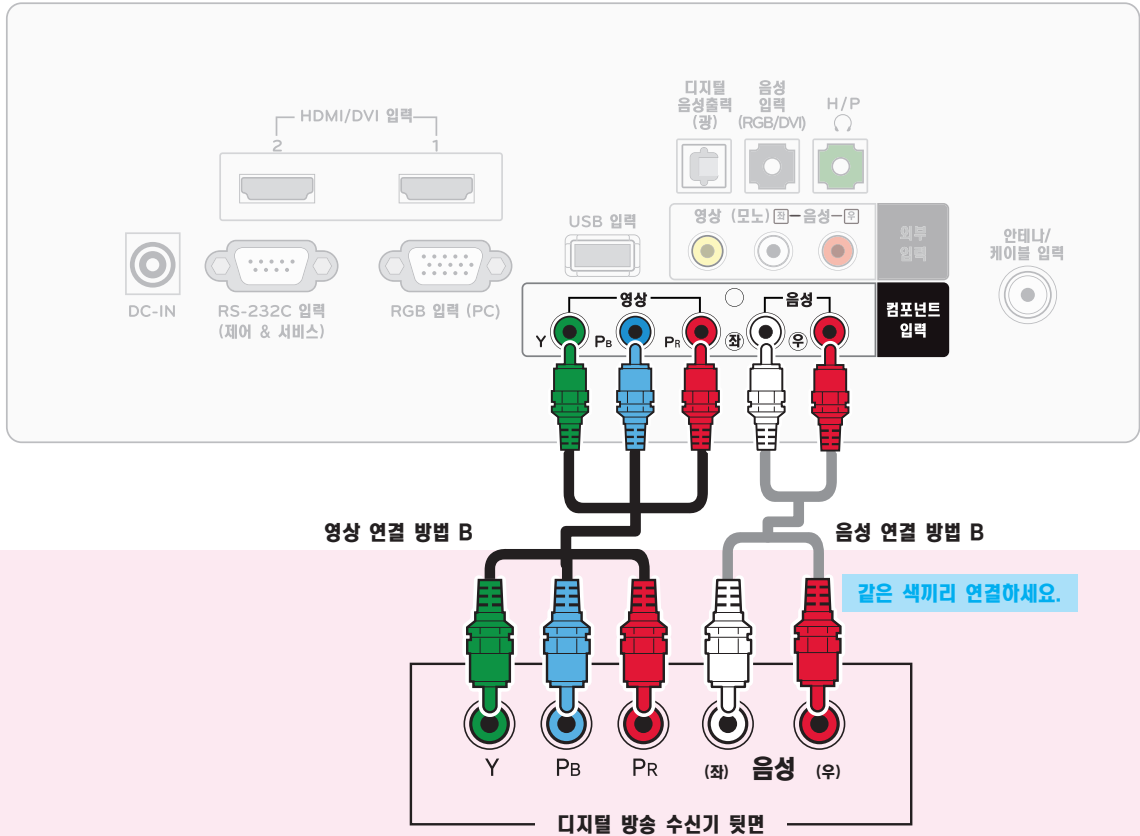 디지털
음성출력
(광)
음성
입력
(RGB/DVI)
H/P
HDMI/DVI 입력
2
1
USB 입력
영상 (모노) 좌 음성 우
외부
입력
안테나/
케이블 입력
DC-IN
RS-232C 입력
(제어 & 서비스)
RGB 입력 (PC)
영상
음성
Y
PB
PR
좌
우
컴포넌트
입력
영상 연결 방법 B
음성 연결 방법 B
같은 색끼리 연결하세요.
Y
PB
PR
(좌) 음성 (우)
디지털 방송 수신기 뒷면